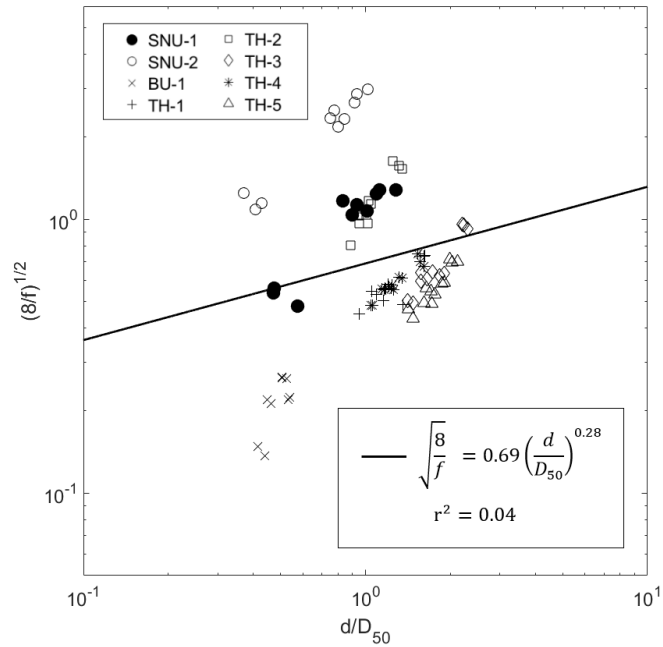 SNU-1
SNU-2
BU-1
TH-1
TH-2
TH-3
TH-4
TH-5
(8/f)^1/2
10^0
10^-1
√(8/f) = 0.69 (d/D₅₀)^0.28
r² = 0.04
10^-1 10^0 10^1
d/D₅₀